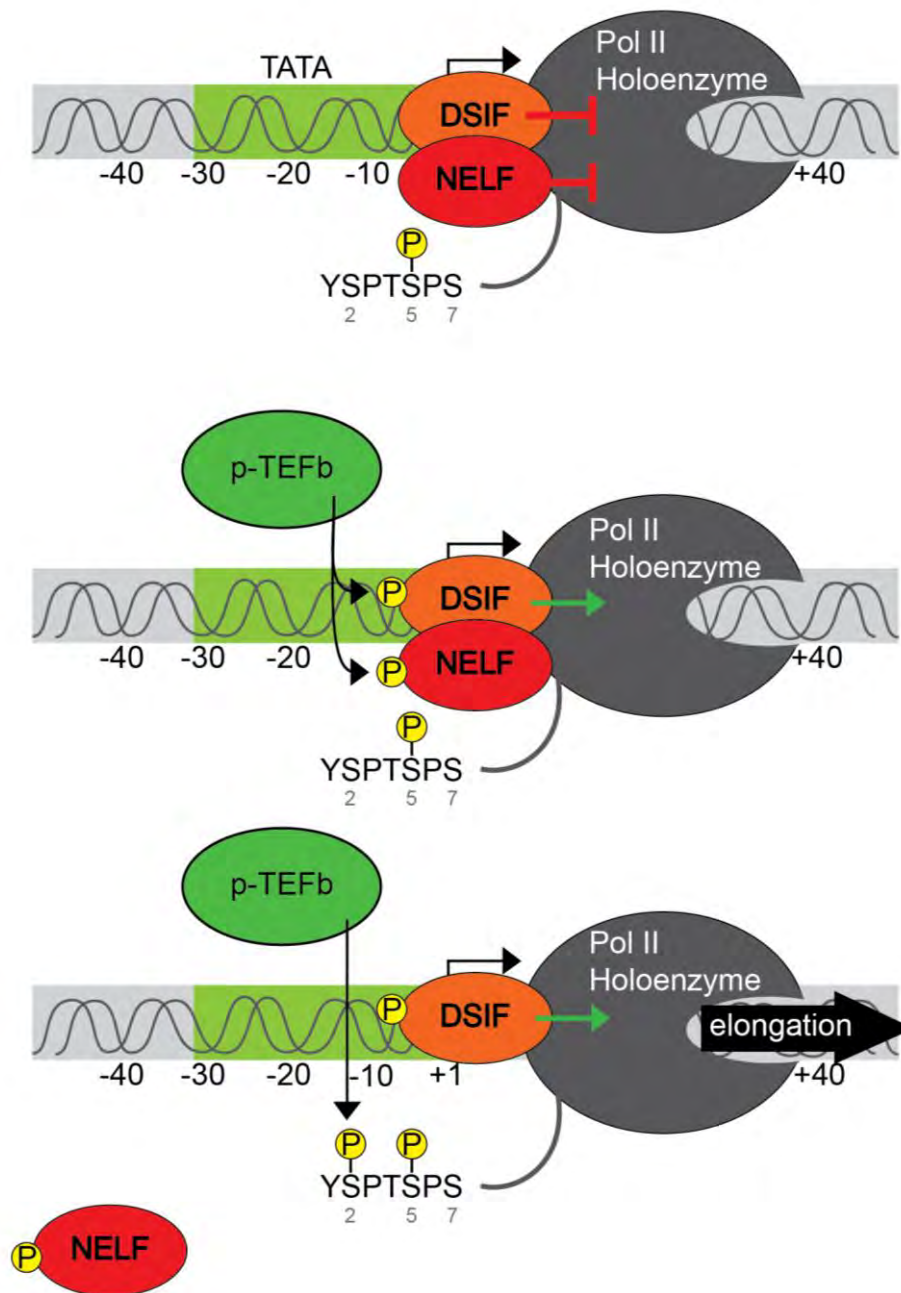 TATA
Pol II
Holoenzyme
DSIF
NELF
-40 -30 -20 -10 +40
P
YSPTSPS
2 5 7
p-TEFb
Pol II
Holoenzyme
P DSIF
P NELF
-40 -30 -20 +40
P
YSPTSPS
2 5 7
p-TEFb
Pol II
Holoenzyme
P DSIF elongation
-40 -30 -20 -10 +1 +40
P P
YSPTSPS
2 5 7
P NELF